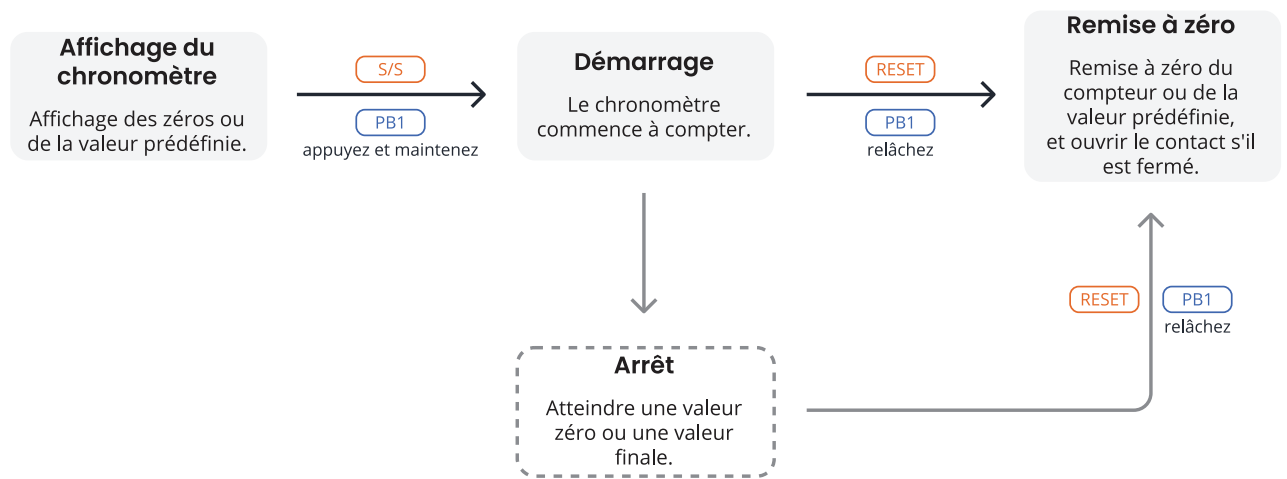 Affichage du
chronomètre
Affichage des zéros ou
de la valeur prédéfinie.
S/S
PB1
appuyez et maintenez
Démarrage
Le chronomètre
commence à compter.
RESET
PB1
relâchez
Remise à zéro
Remise à zéro du
compteur ou de la
valeur prédéfinie,
et ouvrir le contact s'il
est fermé.
RESET
PB1
relâchez
Arrêt
Atteindre une valeur
zéro ou une valeur
finale.